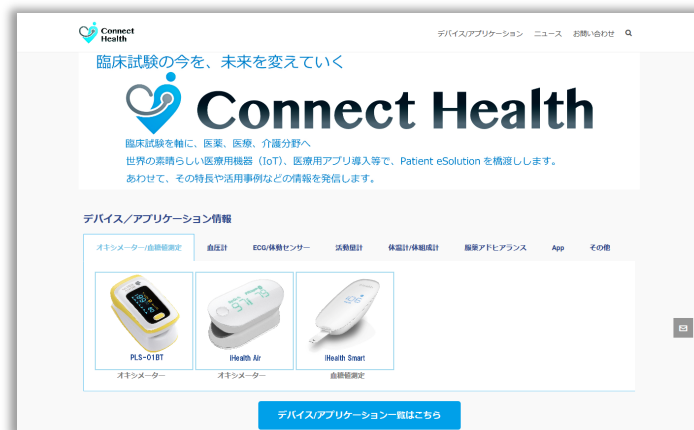 Connect
Health
デバイス/アプリケーション ニュース お問い合わせ
臨床試験の今を、未来を変えていく
Connect Health
臨床試験を軸に、医薬、医療、介護分野へ
世界の素晴らしい医療用機器（IoT）、医療用アプリ導入等で、Patient eSolution を橋渡しします。
あわせて、その特長や活用事例などの情報を発信します。
デバイス／アプリケーション情報
オキシメーター/血糖値測定 血圧計 ECG/体動センサー 活動量計 体温計/体組成計 服薬アドヒアランス App その他
PLS-01BT iHealth Air iHealth Smart
オキシメーター オキシメーター 血糖値測定
デバイス/アプリケーション一覧はこちら